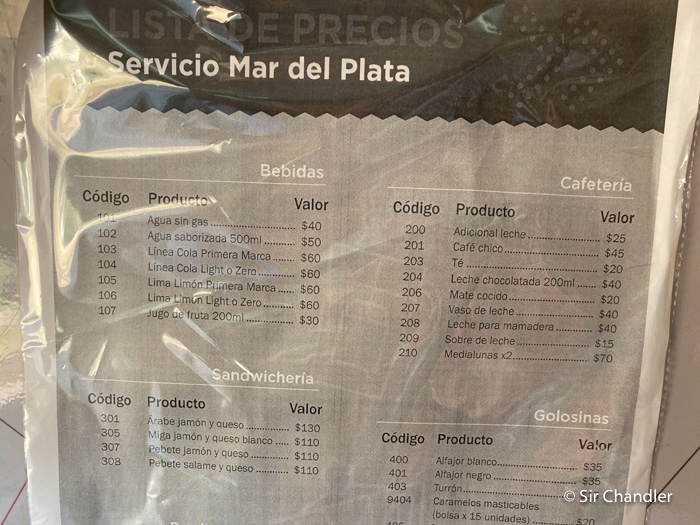 LISTA DE PRECIOS
Servicio Mar del Plata
Bebidas
Código Producto Valor
101 Agua sin gas $40
102 Agua saborizada 500ml $50
103 Línea Cola Primera Marca $60
104 Línea Cola Light o Zero $60
105 Lima Limón Primera Marca $60
106 Lima Limón Light o Zero $60
107 Jugo de fruta 200ml $30
Sandwichería
Código Producto Valor
301 Árabe jamón y queso $130
305 Miga jamón y queso blanco $110
307 Pebete jamón y queso $110
308 Pebete salame y queso $110
Cafetería
Código Producto Valor
200 Adicional leche $25
201 Café chico $45
203 Té $20
204 Leche chocolatada 200ml $40
206 Mate cocido $20
207 Vaso de leche $40
208 Leche para mamadera $40
209 Sobre de leche $15
210 Medialunas x2 $70
Golosinas
Código Producto Valor
400 Alfajor blanco $35
401 Alfajor negro $35
403 Turrón
9404 Caramelos masticables
(bolsa x 15 unidades) $20
© Sir Chandler